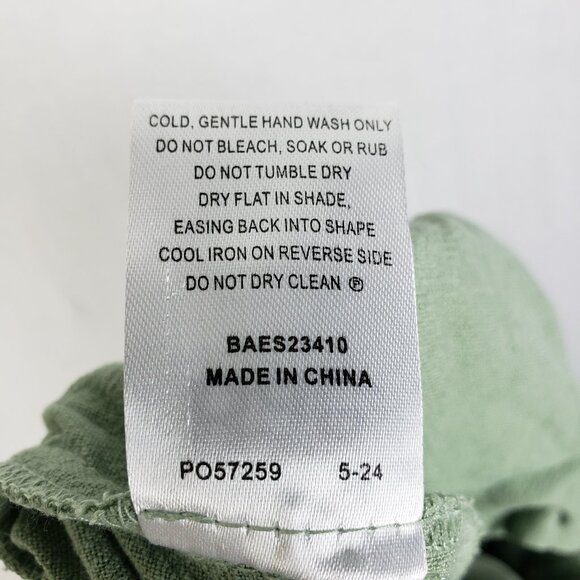 COLD, GENTLE HAND WASH ONLY
DO NOT BLEACH, SOAK OR RUB
DO NOT TUMBLE DRY
DRY FLAT IN SHADE,
EASING BACK INTO SHAPE
COOL IRON ON REVERSE SIDE
DO NOT DRY CLEAN Ⓟ
BAES23410
MADE IN CHINA
PO57259 5-24